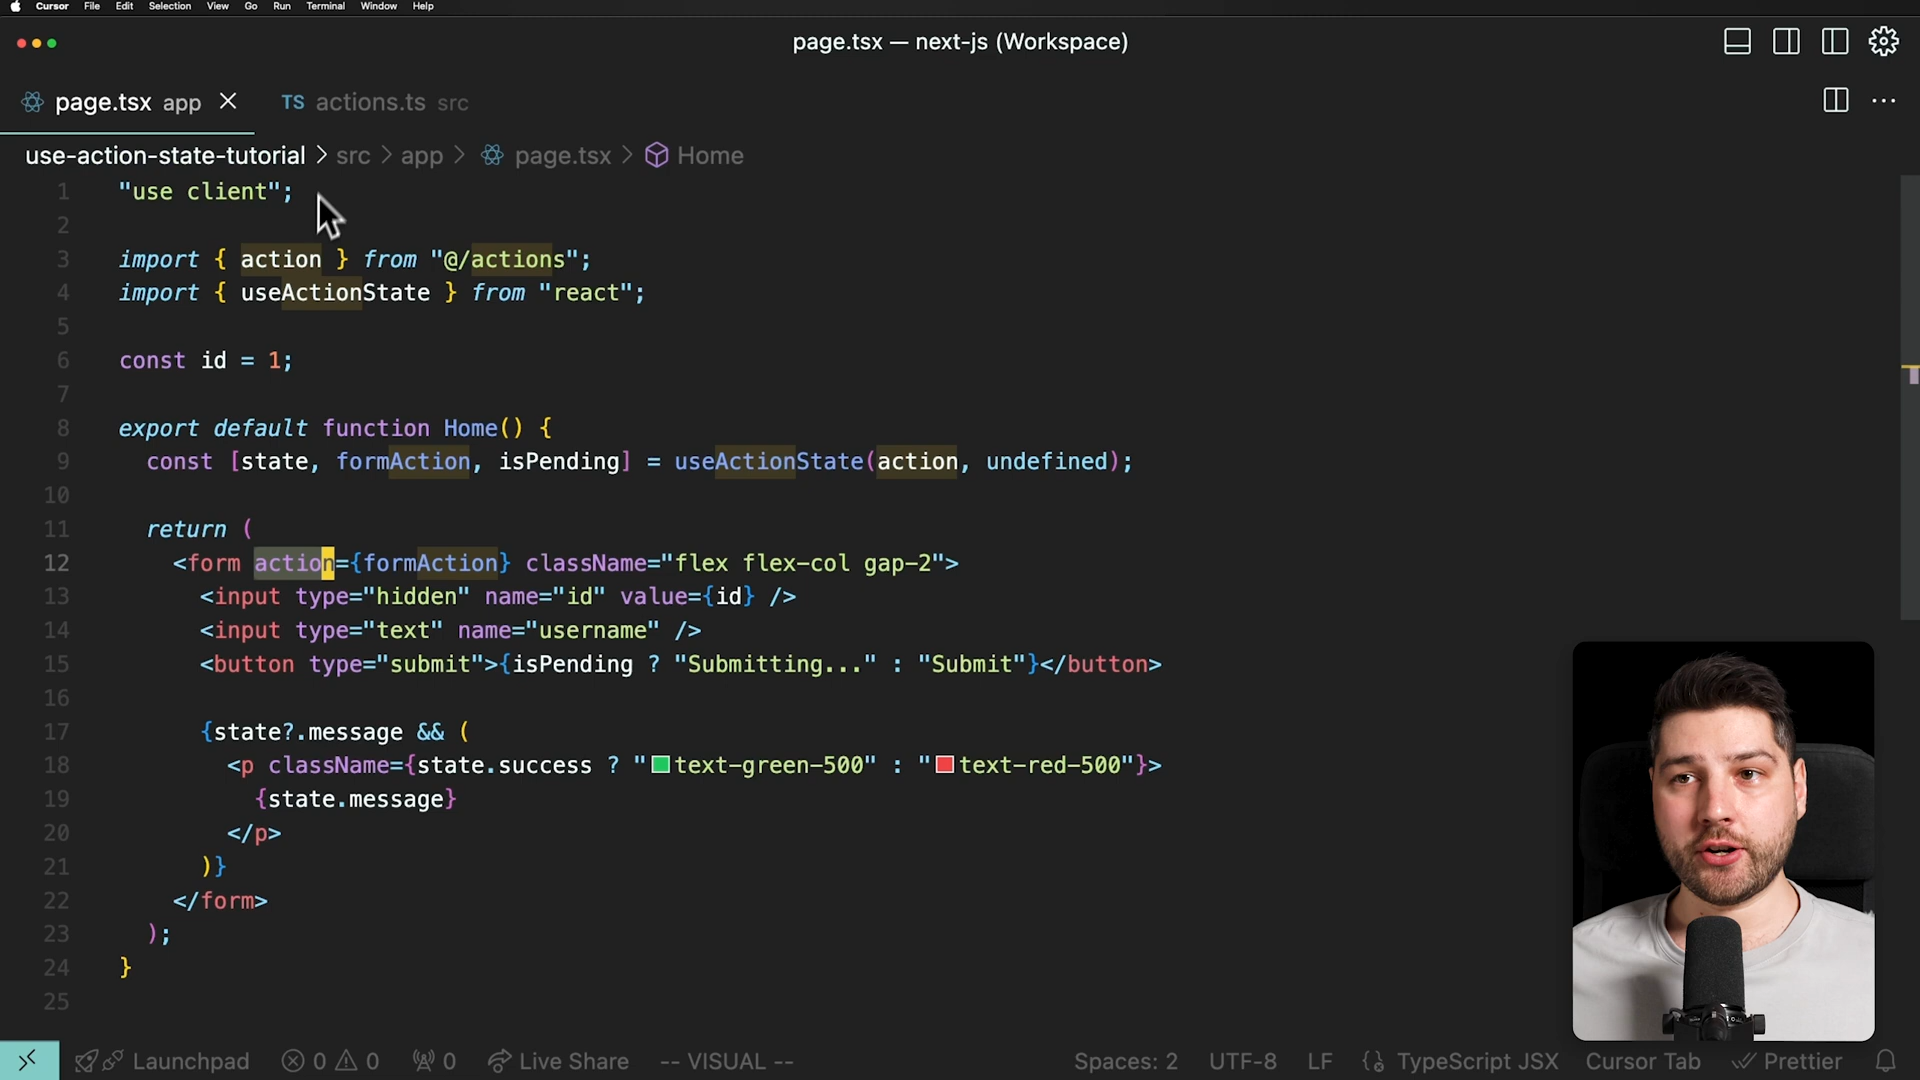 Cursor File Edit Selection View Go Run Terminal Window Help
page.tsx — next-js (Workspace)
page.tsx app
TS actions.ts src
use-action-state-tutorial > src > app > page.tsx > Home
1 "use client";
2
3 import { action } from "@/actions";
4 import { useActionState } from "react";
5
6 const id = 1;
7
8 export default function Home() {
9 const [state, formAction, isPending] = useActionState(action, undefined);
10
11 return (
12 <form action={formAction} className="flex flex-col gap-2">
13 <input type="hidden" name="id" value={id} />
14 <input type="text" name="username" />
15 <button type="submit">{isPending ? "Submitting..." : "Submit"}</button>
16
17 {state?.message && (
18 <p className={state.success ? "text-green-500" : "text-red-500"}>
19 {state.message}
20 </p>
21 )}
22 </form>
23 );
24 }
25
Launchpad 0 0 0 Live Share -- VISUAL -- Spaces: 2 UTF-8 LF TypeScript JSX Cursor Tab Prettier